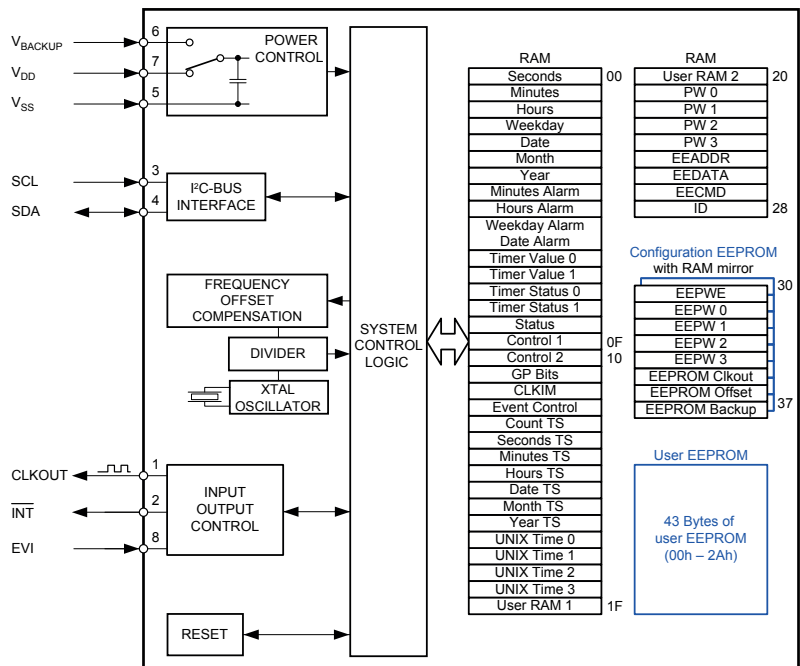 V_BACKUP
6
V_DD
7
V_SS
5
POWER
CONTROL
SCL
3
SDA
4
I²C-BUS
INTERFACE
FREQUENCY
OFFSET
COMPENSATION
DIVIDER
XTAL
OSCILLATOR
CLKOUT
1
INT
2
EVI
8
INPUT
OUTPUT
CONTROL
RESET
SYSTEM
CONTROL
LOGIC
RAM
Seconds 00
Minutes
Hours
Weekday
Date
Month
Year
Minutes Alarm
Hours Alarm
Weekday Alarm
Date Alarm
Timer Value 0
Timer Value 1
Timer Status 0
Timer Status 1
Status
Control 1 0F
Control 2 10
GP Bits
CLKIM
Event Control
Count TS
Seconds TS
Minutes TS
Hours TS
Date TS
Month TS
Year TS
UNIX Time 0
UNIX Time 1
UNIX Time 2
UNIX Time 3
User RAM 1 1F
RAM
User RAM 2 20
PW 0
PW 1
PW 2
PW 3
EEADDR
EEDATA
EECMD
ID 28
Configuration EEPROM
with RAM mirror
30
EEPWE
EEPW 0
EEPW 1
EEPW 2
EEPW 3
EEPROM Clkout
EEPROM Offset
EEPROM Backup 37
User EEPROM
43 Bytes of
user EEPROM
(00h – 2Ah)